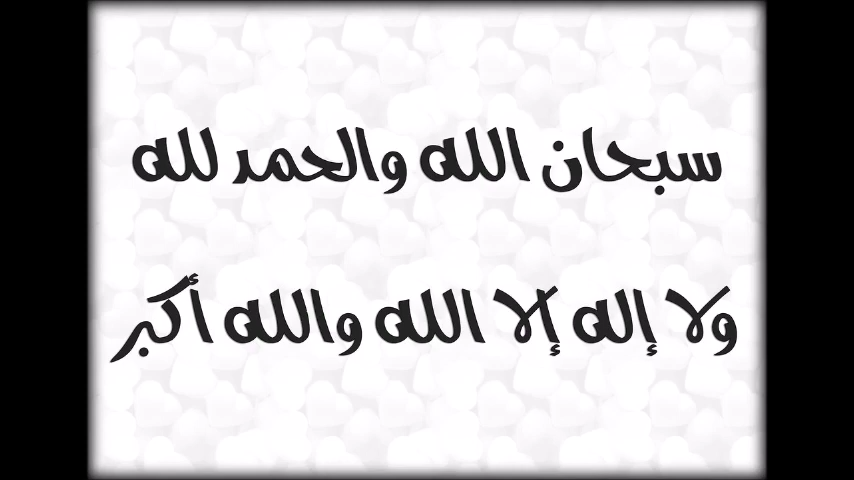 سبحان الله والحمد لله
ولا إله إلا الله والله أكبر